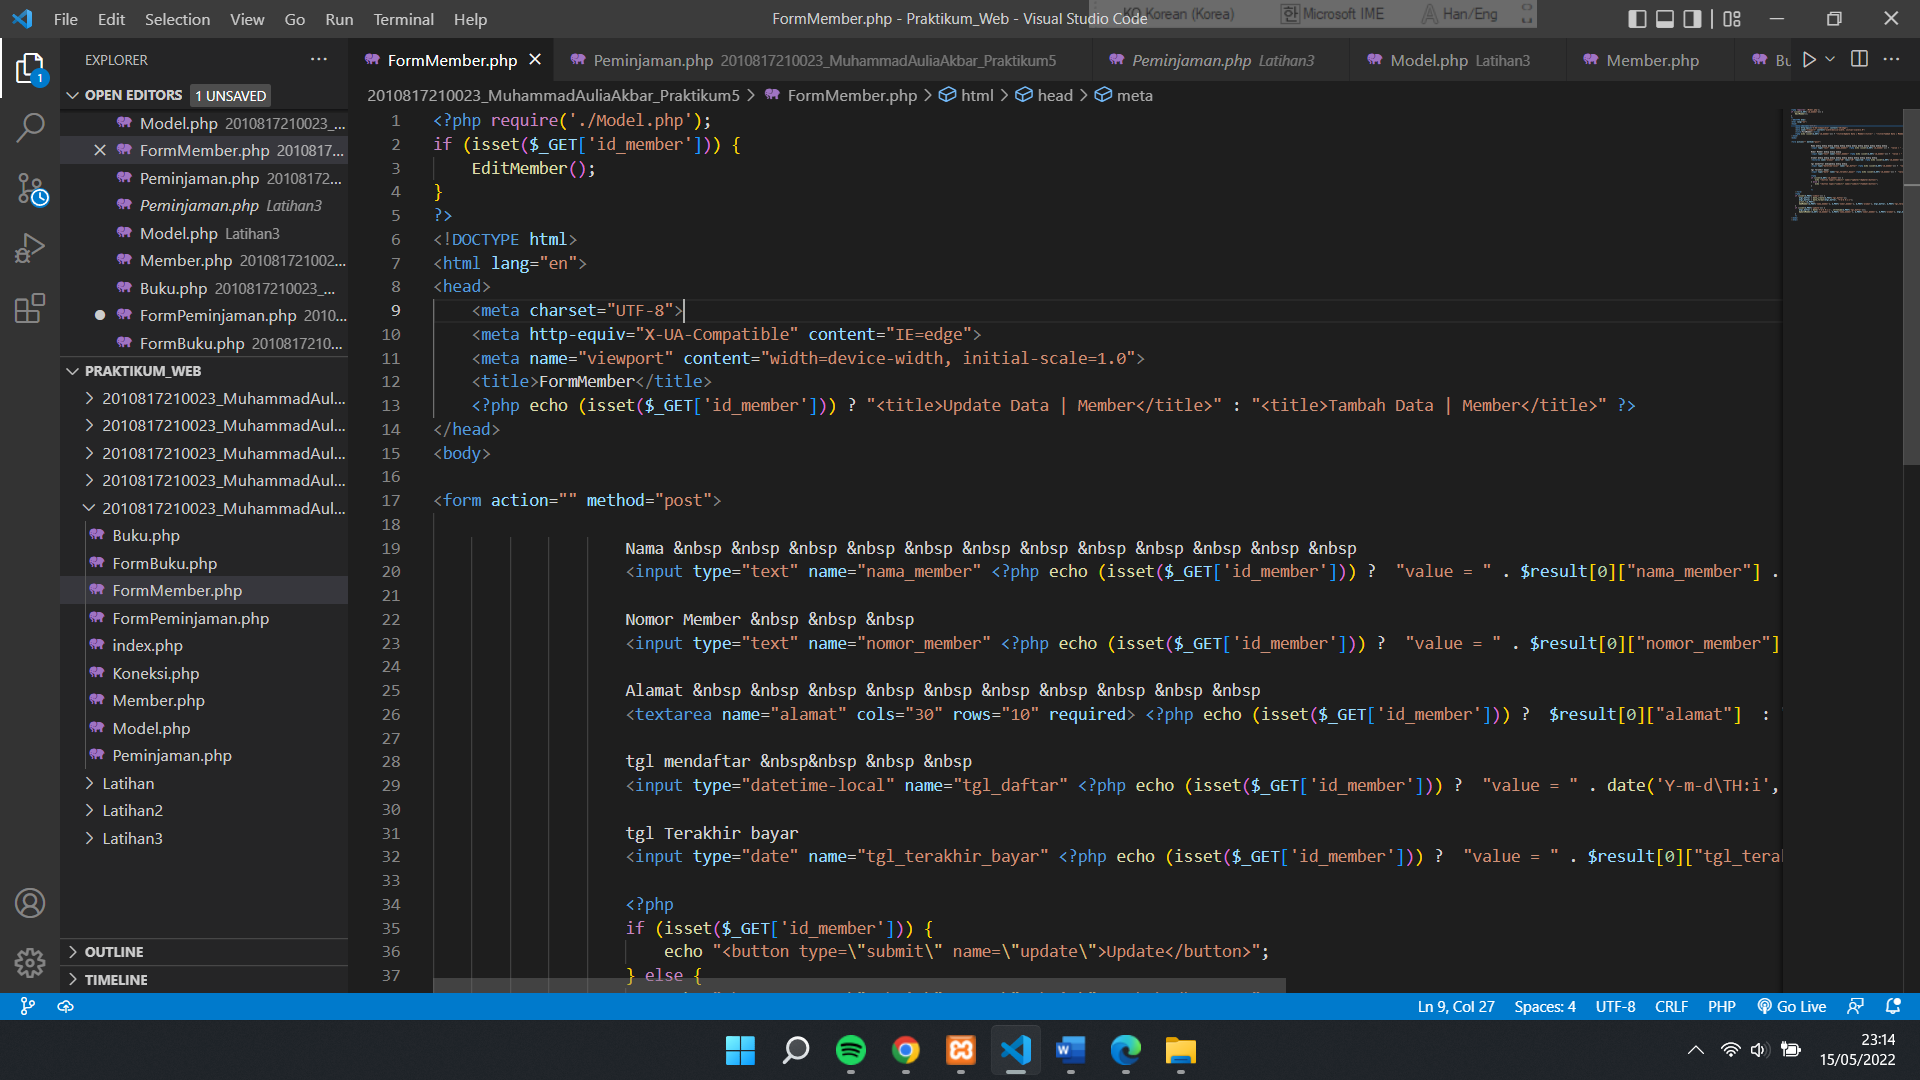 File Edit Selection View Go Run Terminal Help
FormMember.php - Praktikum_Web - Visual Studio Code
KO Korean (Korea)
한 Microsoft IME
Han/Eng
EXPLORER
OPEN EDITORS 1 UNSAVED
Model.php 2010817210023_...
FormMember.php 2010817...
Peminjaman.php 20108172...
Peminjaman.php Latihan3
Model.php Latihan3
Member.php 201081721002...
Buku.php 2010817210023_...
FormPeminjaman.php 2010...
FormBuku.php 2010817210...
PRAKTIKUM_WEB
2010817210023_MuhammadAul...
2010817210023_MuhammadAul...
2010817210023_MuhammadAul...
2010817210023_MuhammadAul...
2010817210023_MuhammadAul...
Buku.php
FormBuku.php
FormMember.php
FormPeminjaman.php
index.php
Koneksi.php
Member.php
Model.php
Peminjaman.php
Latihan
Latihan2
Latihan3
OUTLINE
TIMELINE
1
FormMember.php
Peminjaman.php 2010817210023_MuhammadAuliaAkbar_Praktikum5
Peminjaman.php Latihan3
Model.php Latihan3
Member.php
Bu
2010817210023_MuhammadAuliaAkbar_Praktikum5 > FormMember.php > html > head > meta
1 <?php require('./Model.php');
2 if (isset($_GET['id_member'])) {
3 EditMember();
4 }
5 ?>
6 <!DOCTYPE html>
7 <html lang="en">
8 <head>
9 <meta charset="UTF-8">
10 <meta http-equiv="X-UA-Compatible" content="IE=edge">
11 <meta name="viewport" content="width=device-width, initial-scale=1.0">
12 <title>FormMember</title>
13 <?php echo (isset($_GET['id_member'])) ? "<title>Update Data | Member</title>" : "<title>Tambah Data | Member</title>" ?>
14 </head>
15 <body>
16
17 <form action="" method="post">
18
19 Nama &nbsp &nbsp &nbsp &nbsp &nbsp &nbsp &nbsp &nbsp &nbsp &nbsp &nbsp &nbsp
20 <input type="text" name="nama_member" <?php echo (isset($_GET['id_member'])) ?  "value = " . $result[0]["nama_member"] .
21
22 Nomor Member &nbsp &nbsp &nbsp
23 <input type="text" name="nomor_member" <?php echo (isset($_GET['id_member'])) ?  "value = " . $result[0]["nomor_member"]
24
25 Alamat &nbsp &nbsp &nbsp &nbsp &nbsp &nbsp &nbsp &nbsp &nbsp &nbsp
26 <textarea name="alamat" cols="30" rows="10" required> <?php echo (isset($_GET['id_member'])) ?  $result[0]["alamat"]  :
27
28 tgl mendaftar &nbsp&nbsp &nbsp &nbsp
29 <input type="datetime-local" name="tgl_daftar" <?php echo (isset($_GET['id_member'])) ?  "value = " . date('Y-m-d\TH:i',
30
31 tgl Terakhir bayar
32 <input type="date" name="tgl_terakhir_bayar" <?php echo (isset($_GET['id_member'])) ?  "value = " . $result[0]["tgl_tera
33
34 <?php
35 if (isset($_GET['id_member'])) {
36 echo "<button type=\"submit\" name=\"update\">Update</button>";
37 } else {
Ln 9, Col 27 Spaces: 4 UTF-8 CRLF PHP Go Live
23:14
15/05/2022